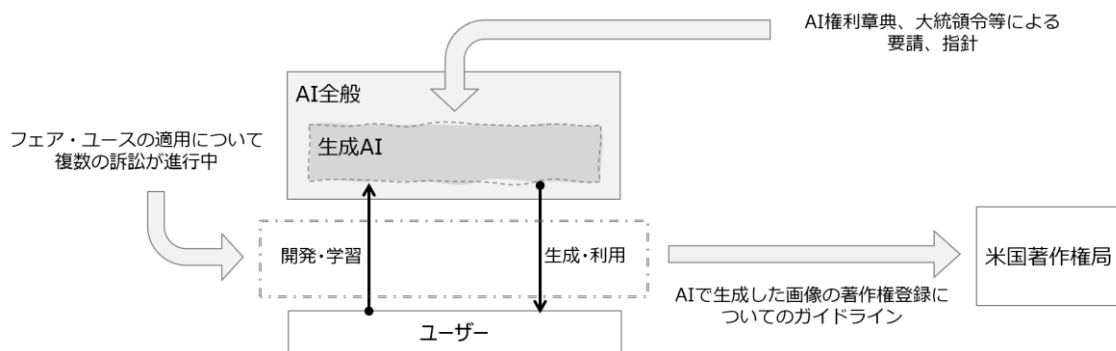 AI権利章典、大統領令等による
要請、指針
AI全般
生成AI
フェア・ユースの適用について
複数の訴訟が進行中
開発・学習
生成・利用
米国著作権局
AIで生成した画像の著作権登録に
ついてのガイドライン
ユーザー